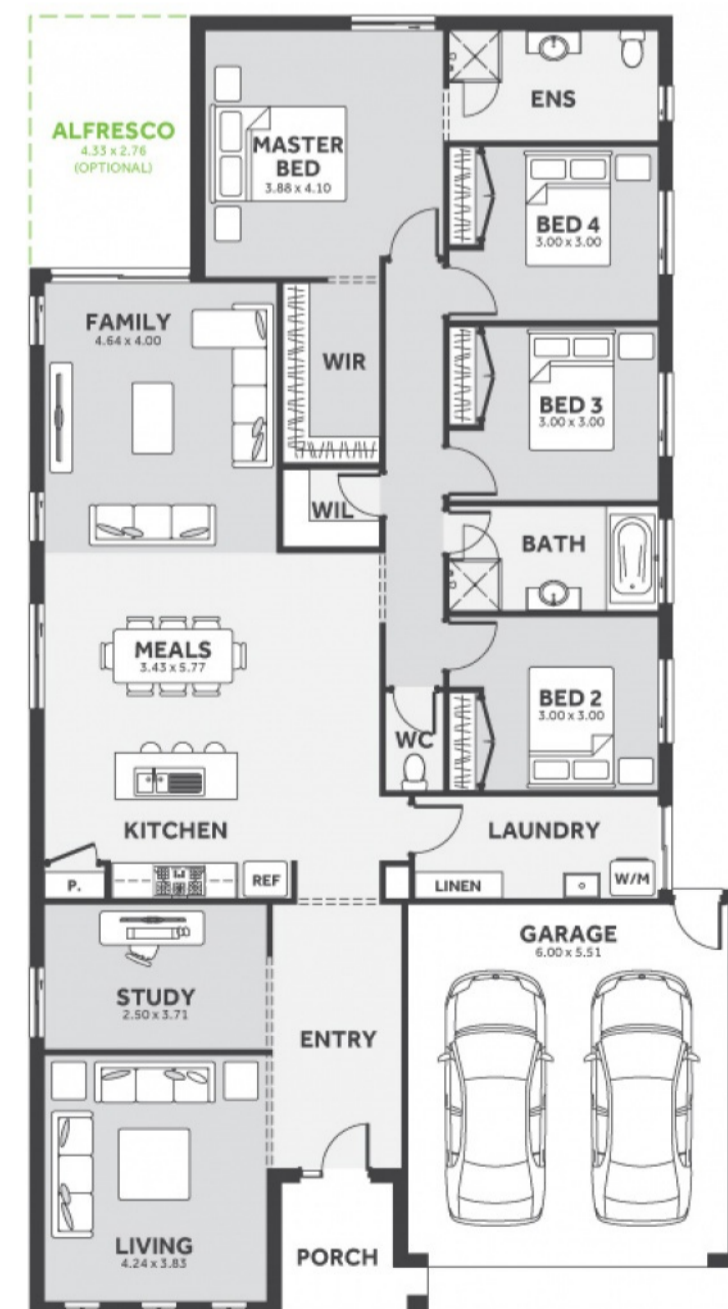 ALFRESCO
4.33 x 2.76
(OPTIONAL)
MASTER
BED
3.88 x 4.10
ENS
BED 4
3.00 x 3.00
FAMILY
4.64 x 4.00
WIR
BED 3
3.00 x 3.00
WIL
BATH
MEALS
3.43 x 5.77
BED 2
3.00 x 3.00
WC
KITCHEN
LAUNDRY
P.
REF
LINEN
W/M
GARAGE
6.00 x 5.51
STUDY
2.50 x 3.71
ENTRY
LIVING
4.24 x 3.83
PORCH